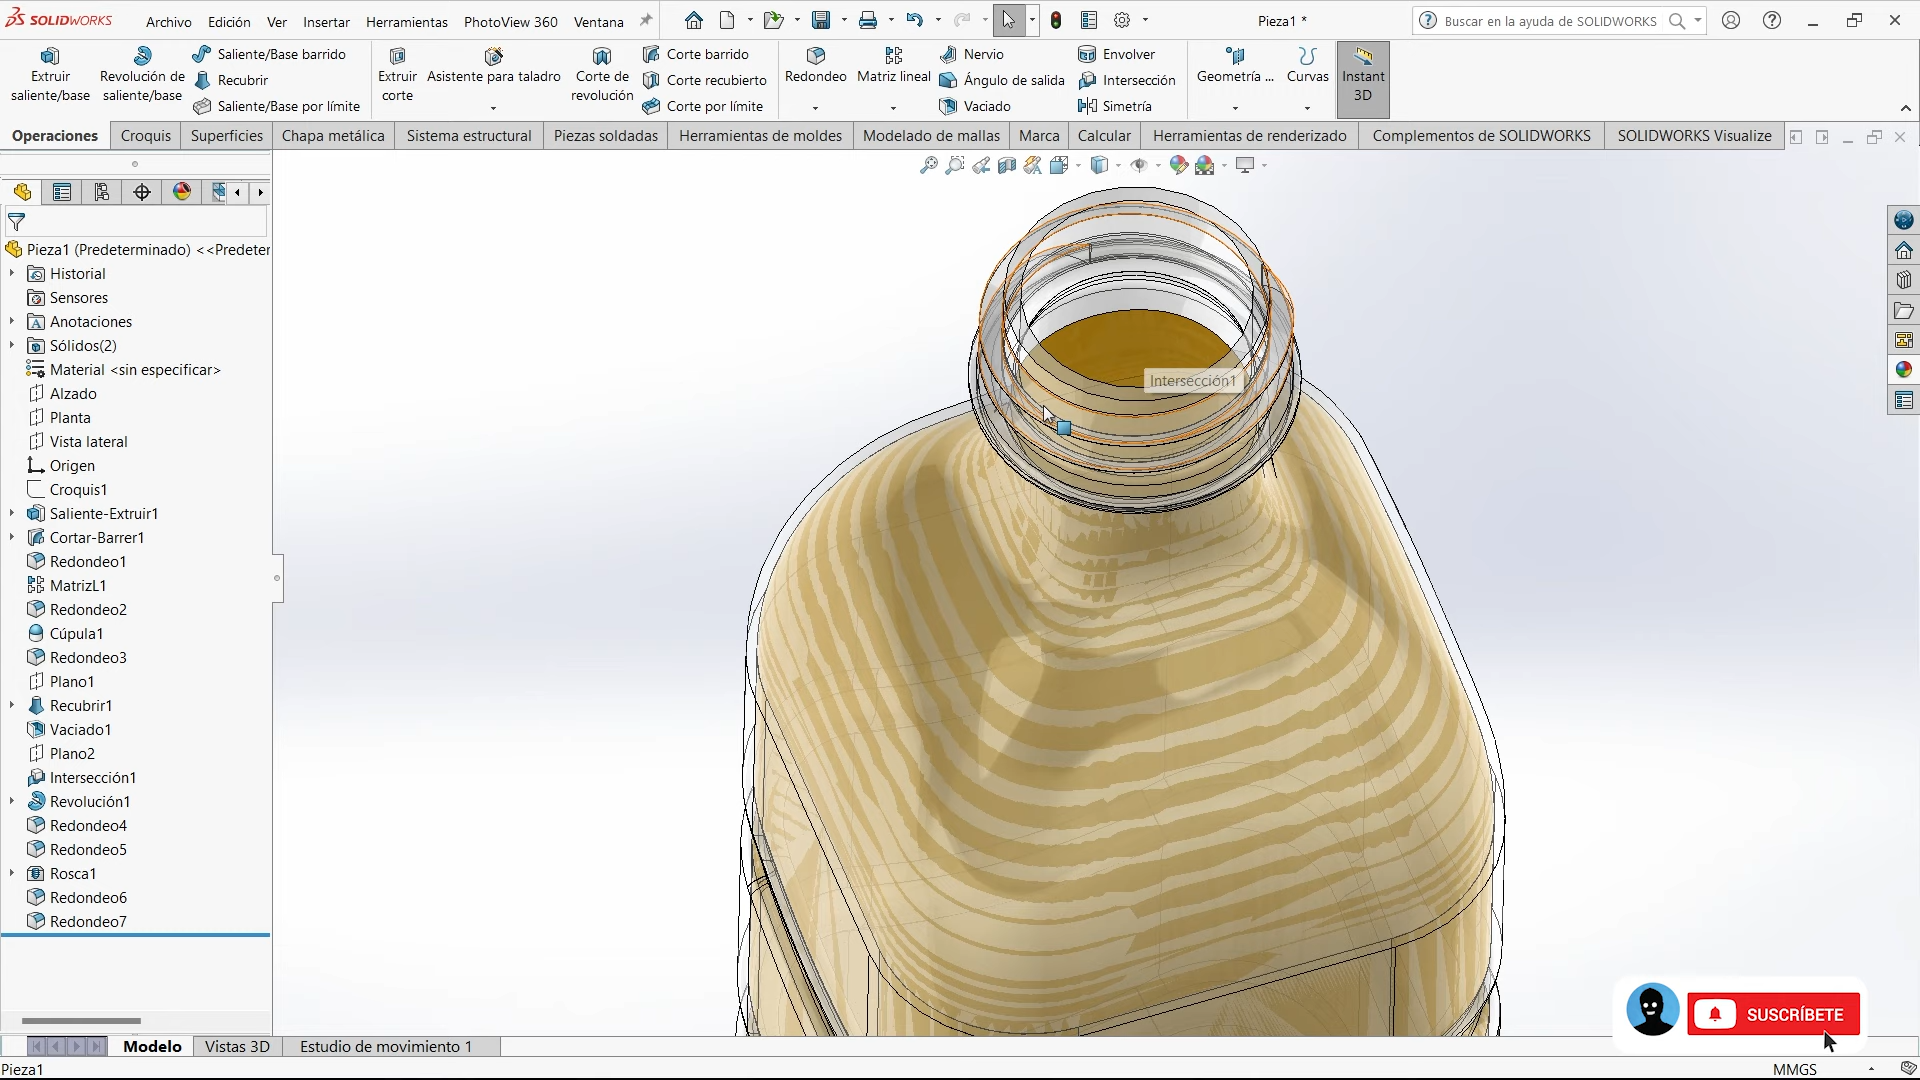 SOLIDWORKS
Archivo Edición Ver Insertar Herramientas PhotoView 360 Ventana
Pieza1 *
Buscar en la ayuda de SOLIDWORKS
Extruir saliente/base
Revolución de saliente/base
Saliente/Base barrido
Recubrir
Saliente/Base por límite
Extruir corte
Asistente para taladro
Corte de revolución
Corte barrido
Corte recubierto
Corte por límite
Redondeo
Matriz lineal
Nervio
Ángulo de salida
Vaciado
Envolver
Intersección
Simetría
Geometría ...
Curvas
Instant 3D
Operaciones Croquis Superficies Chapa metálica Sistema estructural Piezas soldadas Herramientas de moldes Modelado de mallas Marca Calcular Herramientas de renderizado Complementos de SOLIDWORKS SOLIDWORKS Visualize
Pieza1 (Predeterminado) <<Predeter
Historial
Sensores
Anotaciones
Sólidos(2)
Material <sin especificar>
Alzado
Planta
Vista lateral
Origen
Croquis1
Saliente-Extruir1
Cortar-Barrer1
Redondeo1
MatrizL1
Redondeo2
Cúpula1
Redondeo3
Plano1
Recubrir1
Vaciado1
Plano2
Intersección1
Revolución1
Redondeo4
Redondeo5
Rosca1
Redondeo6
Redondeo7
Intersección1
SUSCRÍBETE
Modelo Vistas 3D Estudio de movimiento 1
Pieza1
MMGS